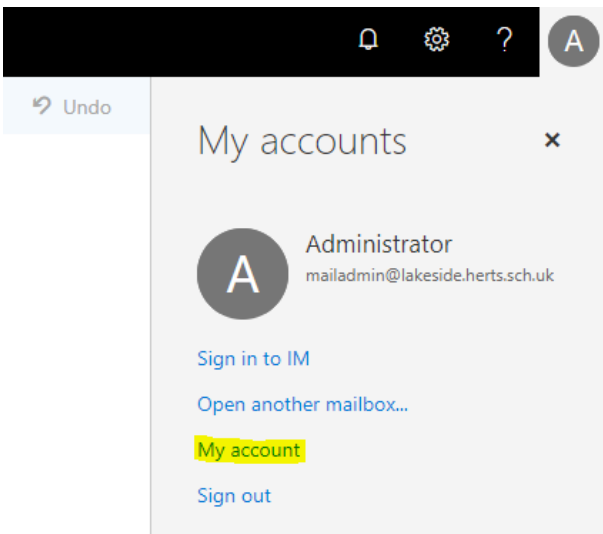 ?
A
Undo
My accounts
×
A
Administrator
mailadmin@lakeside.herts.sch.uk
Sign in to IM
Open another mailbox...
My account
Sign out